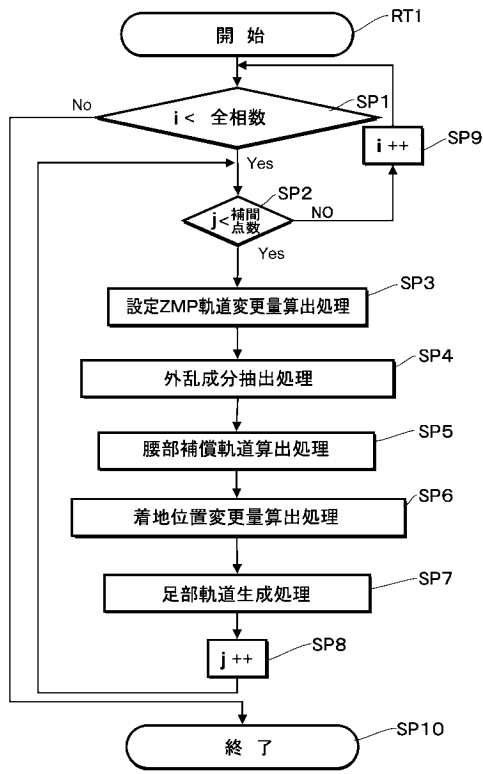 開 始
RT1
No
i < 全相数
SP1
i ++
SP9
Yes
SP2
j<補間
点数
NO
Yes
設定ZMP軌道変更量算出処理
SP3
外乱成分抽出処理
SP4
腰部補償軌道算出処理
SP5
着地位置変更量算出処理
SP6
足部軌道生成処理
SP7
j ++
SP8
終 了
SP10